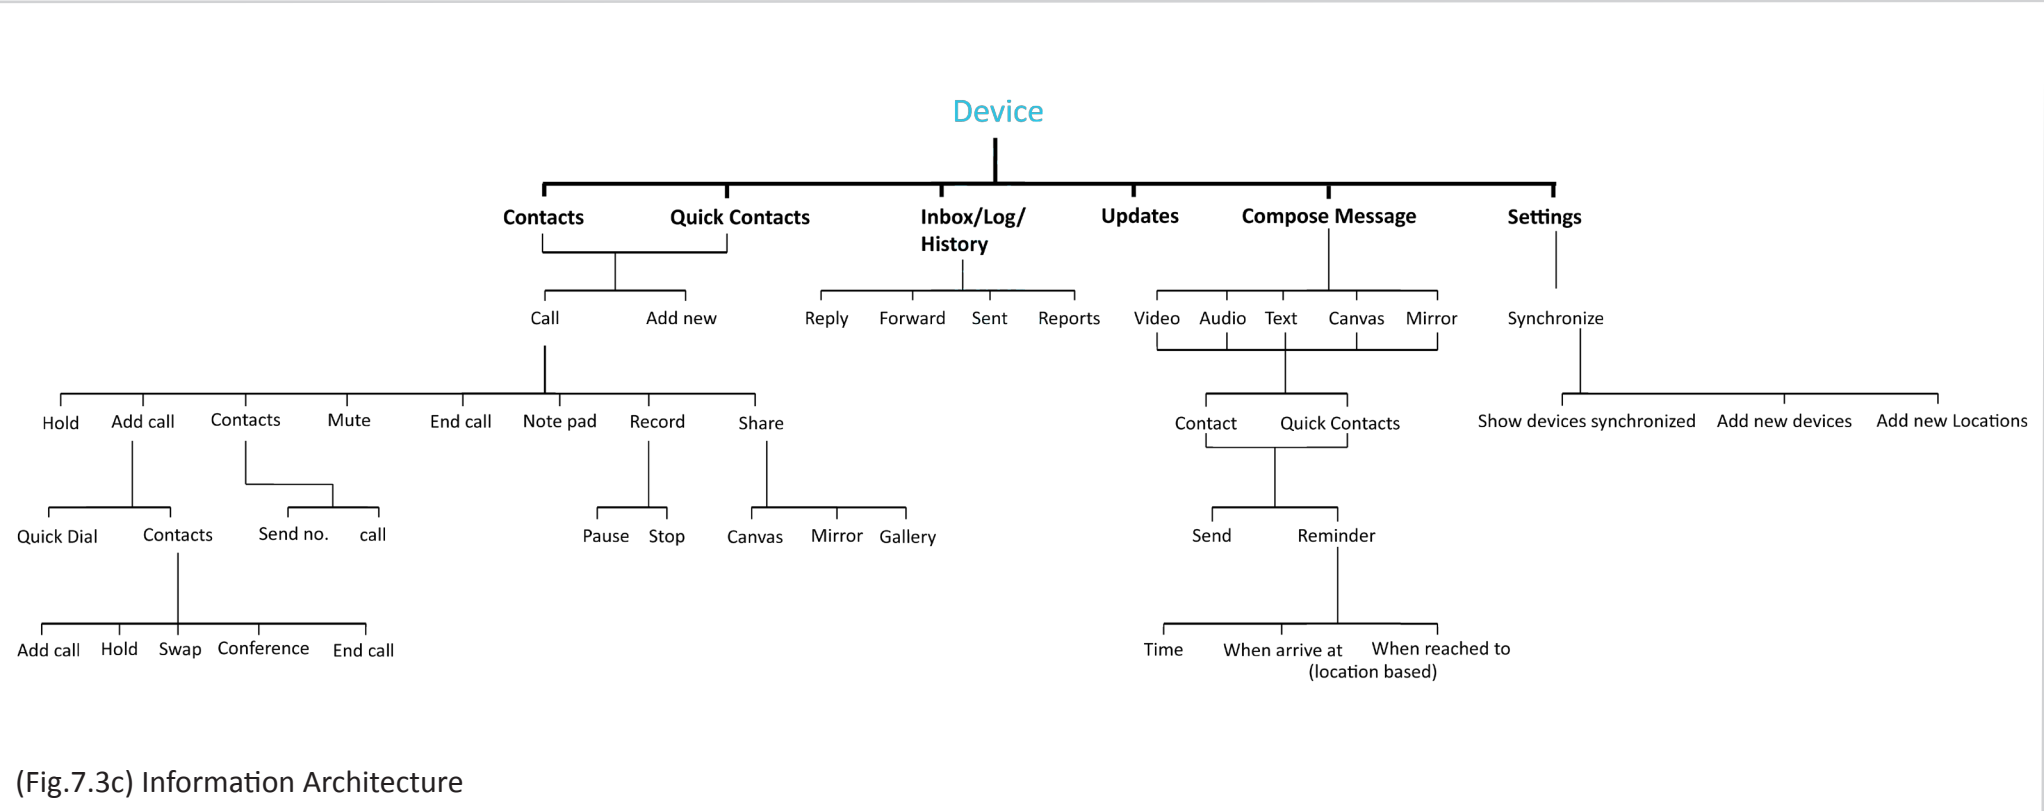 Device
Contacts
Quick Contacts
Inbox/Log/
History
Updates
Compose Message
Settings
Call
Add new
Reply
Forward
Sent
Reports
Video
Audio
Text
Canvas
Mirror
Synchronize
Hold
Add call
Contacts
Mute
End call
Note pad
Record
Share
Contact
Quick Contacts
Show devices synchronized
Add new devices
Add new Locations
Quick Dial
Contacts
Send no.
call
Pause
Stop
Canvas
Mirror
Gallery
Send
Reminder
Add call
Hold
Swap
Conference
End call
Time
When arrive at
When reached to
(location based)
(Fig.7.3c) Information Architecture